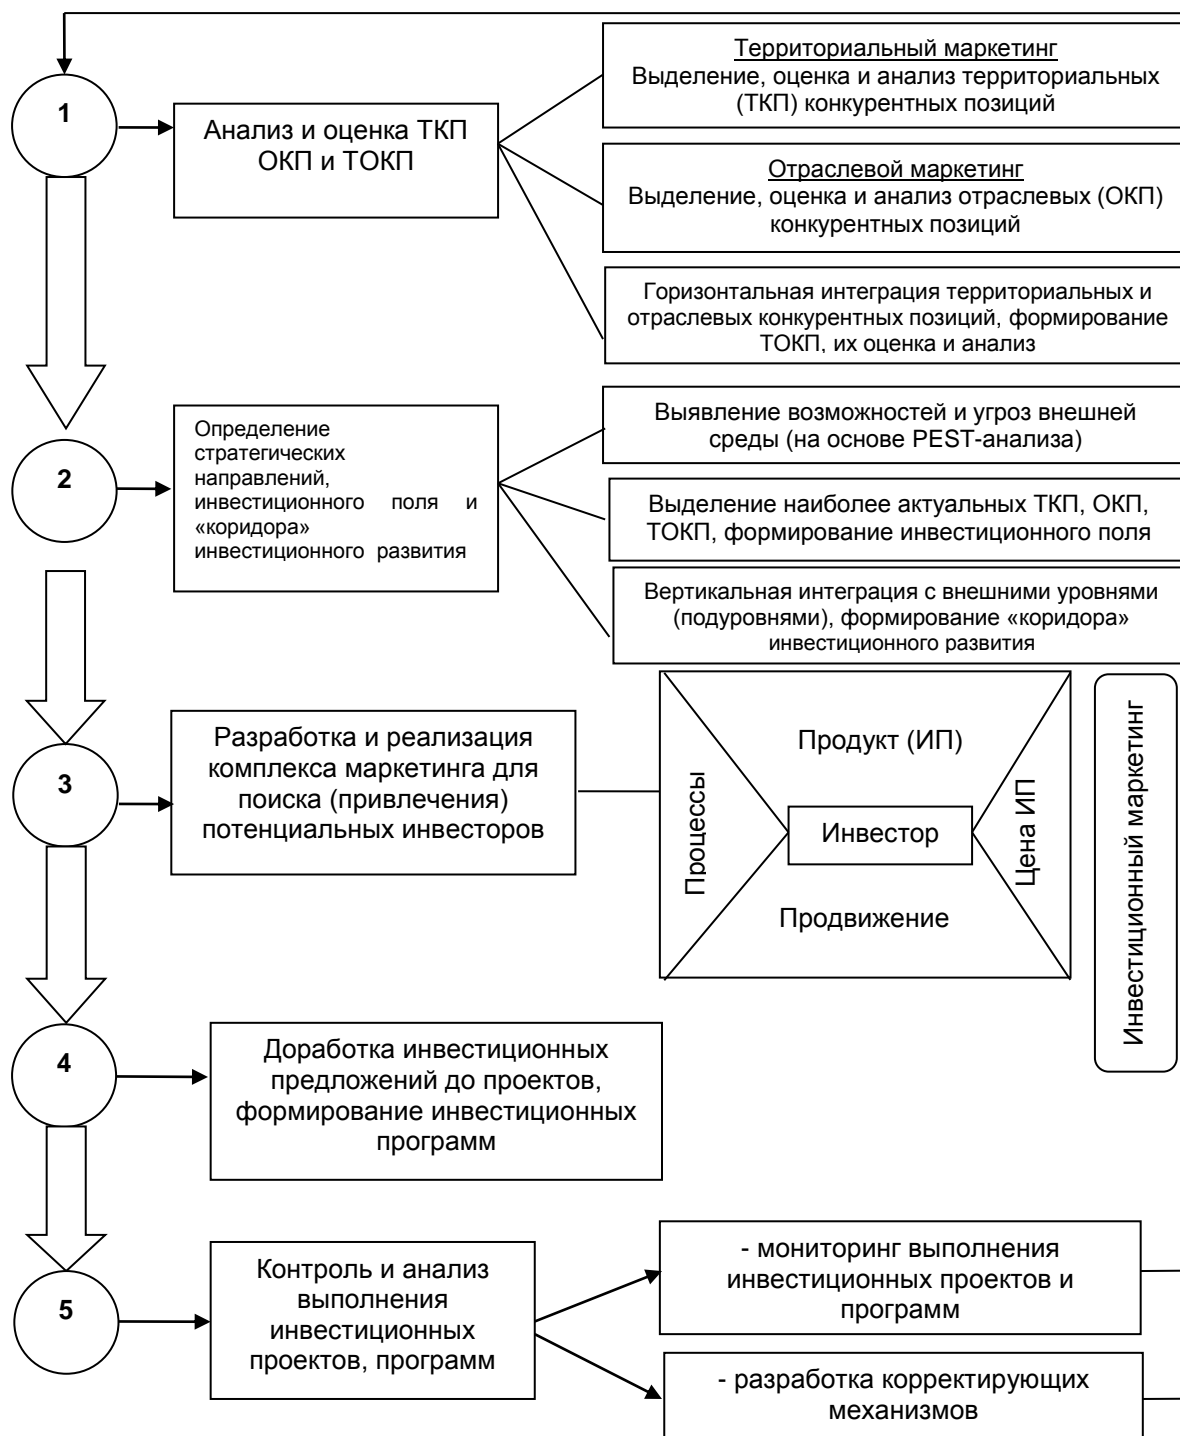 1
Анализ и оценка ТКП
ОКП и ТОКП
Территориальный маркетинг
Выделение, оценка и анализ территориальных
(ТКП) конкурентных позиций
Отраслевой маркетинг
Выделение, оценка и анализ отраслевых (ОКП)
конкурентных позиций
Горизонтальная интеграция территориальных и
отраслевых конкурентных позиций, формирование
ТОКП, их оценка и анализ
2
Определение
стратегических
направлений,
инвестиционного поля и
«коридора»
инвестиционного развития
Выявление возможностей и угроз внешней
среды (на основе PEST-анализа)
Выделение наиболее актуальных ТКП, ОКП,
ТОКП, формирование инвестиционного поля
Вертикальная интеграция с внешними уровнями
(подуровнями), формирование «коридора»
инвестиционного развития
3
Разработка и реализация
комплекса маркетинга для
поиска (привлечения)
потенциальных инвесторов
Процессы
Продукт (ИП)
Инвестор
Продвижение
Цена ИП
Инвестиционный маркетинг
4
Доработка инвестиционных
предложений до проектов,
формирование инвестиционных
программ
5
Контроль и анализ
выполнения
инвестиционных
проектов, программ
- мониторинг выполнения
инвестиционных проектов и
программ
- разработка корректирующих
механизмов